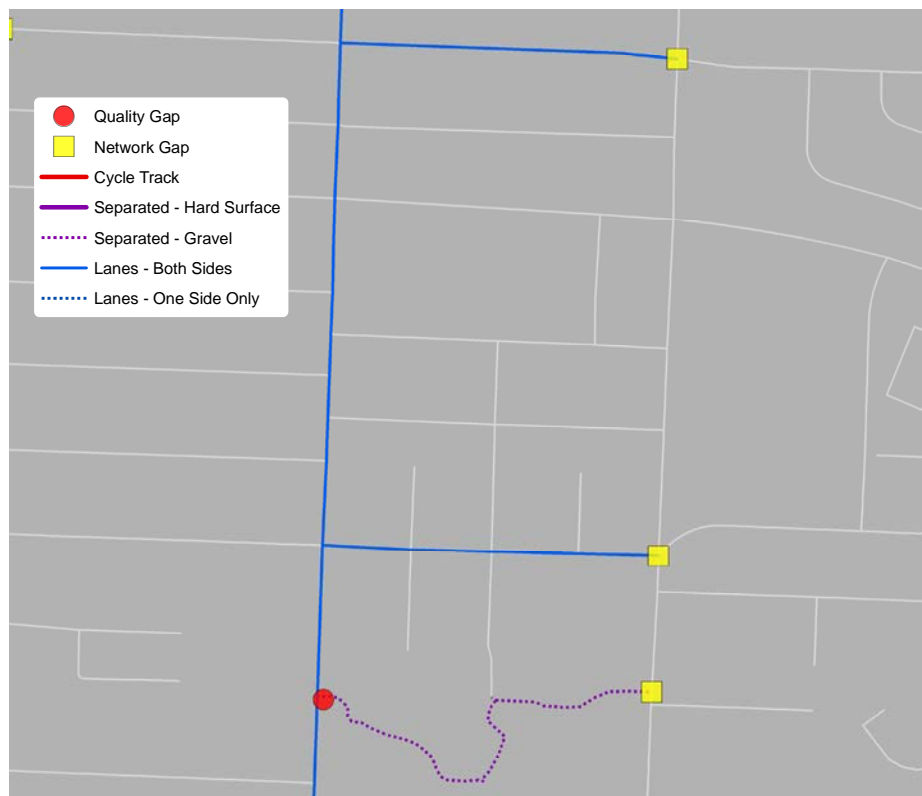 Quality Gap
Network Gap
Cycle Track
Separated - Hard Surface
Separated - Gravel
Lanes - Both Sides
Lanes - One Side Only